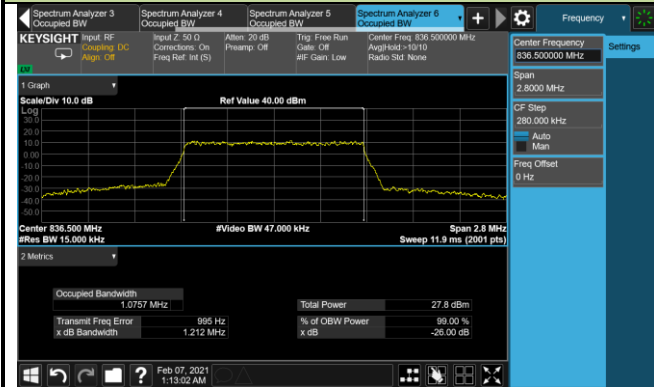 Spectrum Analyzer 3
Occupied BW
Spectrum Analyzer 4
Occupied BW
Spectrum Analyzer 5
Occupied BW
Spectrum Analyzer 6
Occupied BW
Frequency
KEYSIGHT
Input: RF
Coupling: DC
Align: Off
Input Z: 50 Ω
Corrections: On
Freq Ref: Int (S)
Atten: 20 dB
Preamp: Off
Trig: Free Run
Gate: Off
#IF Gain: Low
Center Freq: 836.500000 MHz
Avg|Hold:>10/10
Radio Std: None
Center Frequency
836.500000 MHz
Settings
Span
2.8000 MHz
CF Step
280.000 kHz
Auto
Man
Freq Offset
0 Hz
1 Graph
Scale/Div 10.0 dB
Ref Value 40.00 dBm
Log
30.0
20.0
10.0
0.00
-10.0
-20.0
-30.0
-40.0
-50.0
Center 836.500 MHz
#Video BW 47.000 kHz
Span 2.8 MHz
#Res BW 15.000 kHz
Sweep 11.9 ms (2001 pts)
2 Metrics
Occupied Bandwidth
1.0757 MHz
Total Power 27.8 dBm
Transmit Freq Error 995 Hz
% of OBW Power 99.00 %
x dB Bandwidth 1.212 MHz
x dB -26.00 dB
?
Feb 07, 2021
1:13:02 AM